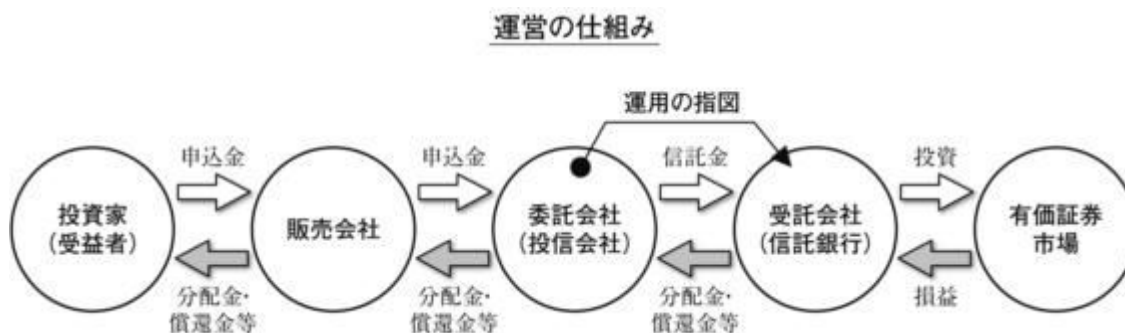 運営の仕組み
運用の指図
申込金
申込金
信託金
投資
投資家
（受益者）
販売会社
委託会社
（投信会社）
受託会社
（信託銀行）
有価証券
市場
分配金・
償還金等
分配金・
償還金等
分配金・
償還金等
損益